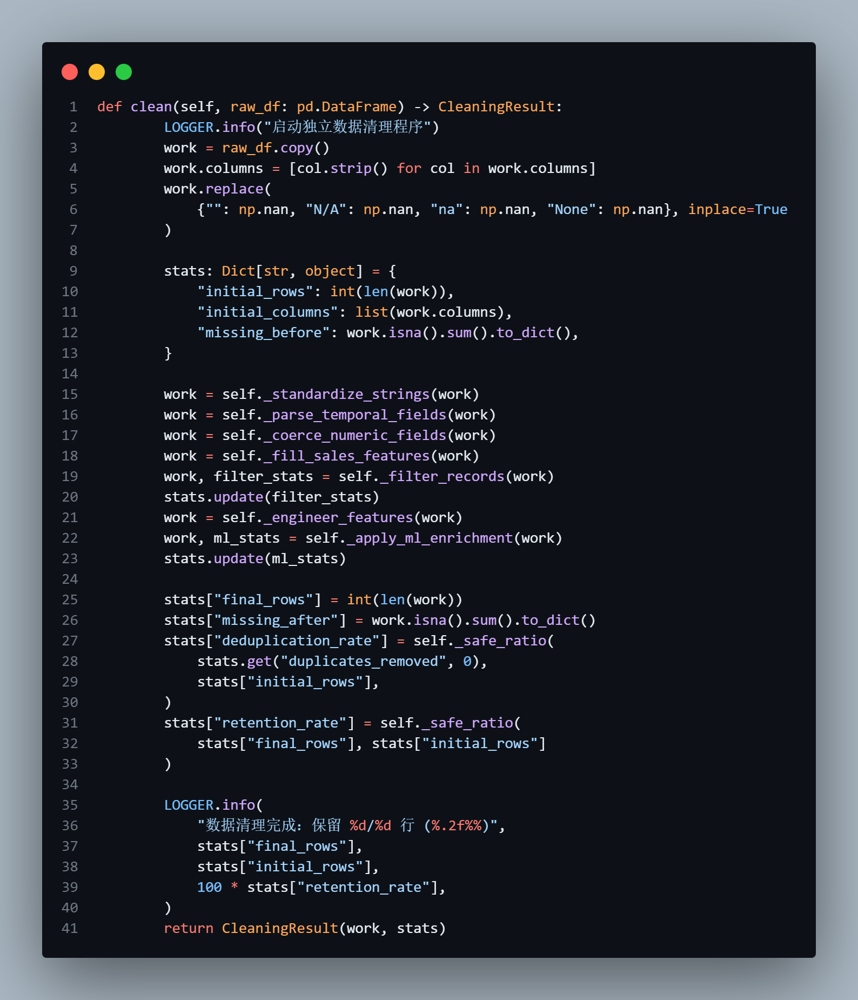 1 def clean(self, raw_df: pd.DataFrame) -> CleaningResult:
2         LOGGER.info("启动独立数据清理程序")
3         work = raw_df.copy()
4         work.columns = [col.strip() for col in work.columns]
5         work.replace(
6             {"": np.nan, "N/A": np.nan, "na": np.nan, "None": np.nan}, inplace=True
7         )
8
9         stats: Dict[str, object] = {
10             "initial_rows": int(len(work)),
11             "initial_columns": list(work.columns),
12             "missing_before": work.isna().sum().to_dict(),
13         }
14
15         work = self._standardize_strings(work)
16         work = self._parse_temporal_fields(work)
17         work = self._coerce_numeric_fields(work)
18         work = self._fill_sales_features(work)
19         work, filter_stats = self._filter_records(work)
20         stats.update(filter_stats)
21         work = self._engineer_features(work)
22         work, ml_stats = self._apply_ml_enrichment(work)
23         stats.update(ml_stats)
24
25         stats["final_rows"] = int(len(work))
26         stats["missing_after"] = work.isna().sum().to_dict()
27         stats["deduplication_rate"] = self._safe_ratio(
28             stats.get("duplicates_removed", 0),
29             stats["initial_rows"],
30         )
31         stats["retention_rate"] = self._safe_ratio(
32             stats["final_rows"], stats["initial_rows"]
33         )
34
35         LOGGER.info(
36             "数据清理完成：保留 %d/%d 行 (%.2f%%)",
37             stats["final_rows"],
38             stats["initial_rows"],
39             100 * stats["retention_rate"],
40         )
41         return CleaningResult(work, stats)